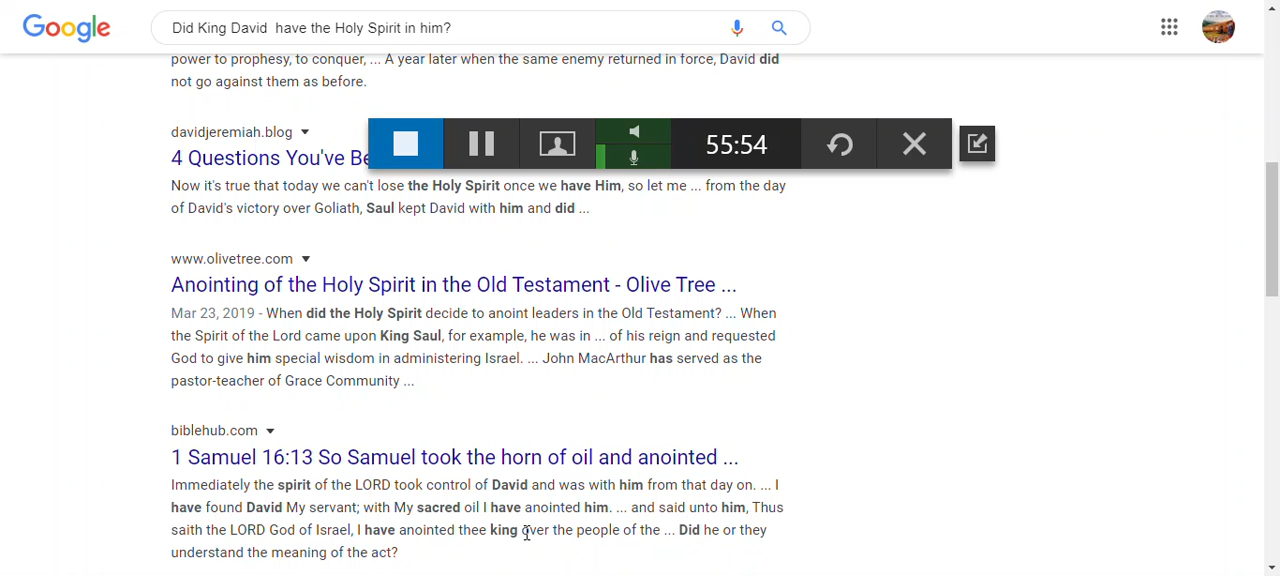 Google
Did King David  have the Holy Spirit in him?
power to prophesy, to conquer, ... A year later when the same enemy returned in force, David did
not go against them as before.
davidjeremiah.blog
4 Questions You've Be
55:54
Now it's true that today we can't lose the Holy Spirit once we have Him, so let me ... from the day
of David's victory over Goliath, Saul kept David with him and did ...
www.olivetree.com
Anointing of the Holy Spirit in the Old Testament - Olive Tree ...
Mar 23, 2019 - When did the Holy Spirit decide to anoint leaders in the Old Testament? ... When
the Spirit of the Lord came upon King Saul, for example, he was in ... of his reign and requested
God to give him special wisdom in administering Israel. ... John MacArthur has served as the
pastor-teacher of Grace Community ...
biblehub.com
1 Samuel 16:13 So Samuel took the horn of oil and anointed ...
Immediately the spirit of the LORD took control of David and was with him from that day on. ... I
have found David My servant; with My sacred oil I have anointed him. ... and said unto him, Thus
saith the LORD God of Israel, I have anointed thee king over the people of the ... Did he or they
understand the meaning of the act?